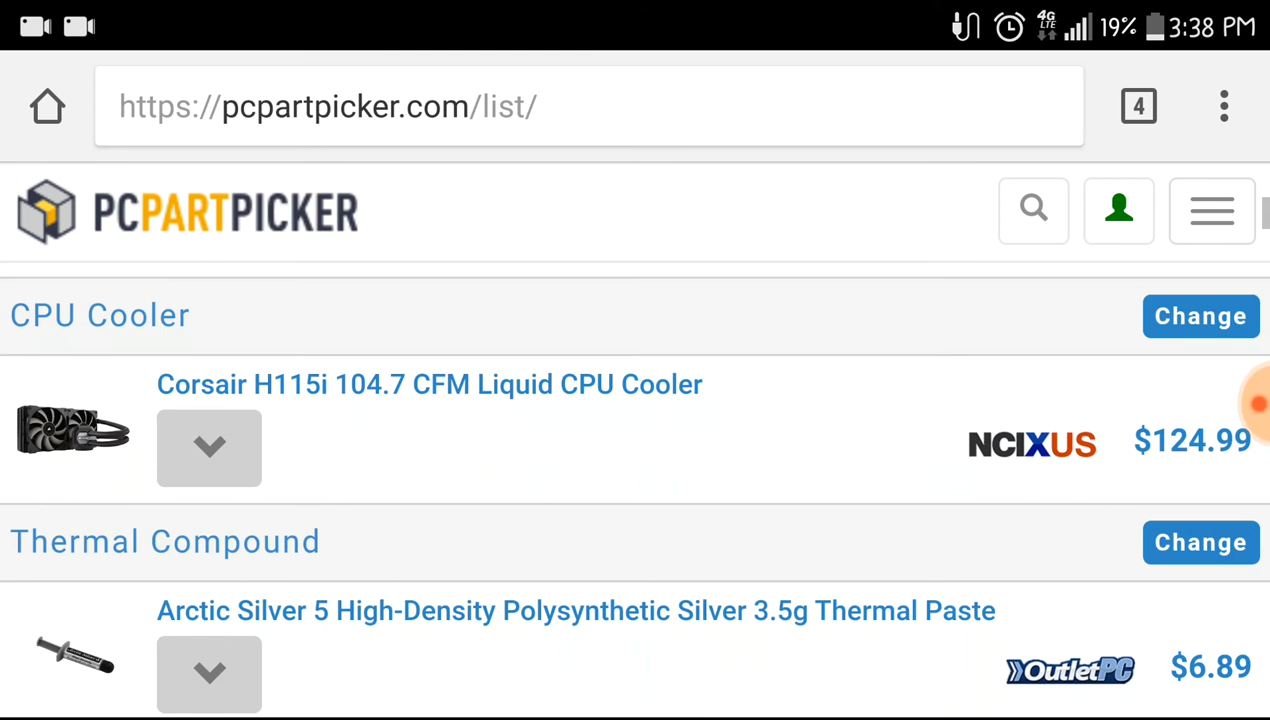 4G LTE 19% 3:38 PM
https://pcpartpicker.com/list/ 4
PCPARTPICKER
CPU Cooler Change
Corsair H115i 104.7 CFM Liquid CPU Cooler
NCIXUS $124.99
Thermal Compound Change
Arctic Silver 5 High-Density Polysynthetic Silver 3.5g Thermal Paste
OutletPC $6.89